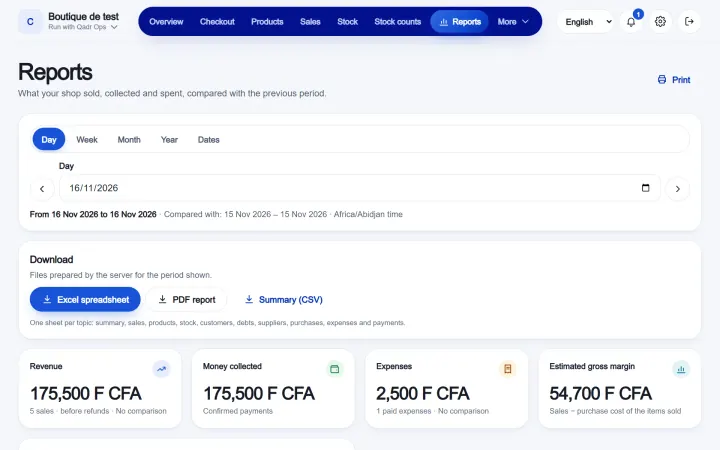 C
Boutique de test
Run with Qadr Ops
Overview Checkout Products Sales Stock Stock counts Reports More
English
1
Reports
What your shop sold, collected and spent, compared with the previous period.
Print
Day Week Month Year Dates
Day
16/11/2026
From 16 Nov 2026 to 16 Nov 2026 · Compared with: 15 Nov 2026 – 15 Nov 2026 · Africa/Abidjan time
Download
Files prepared by the server for the period shown.
Excel spreadsheet PDF report Summary (CSV)
One sheet per topic: summary, sales, products, stock, customers, debts, suppliers, purchases, expenses and payments.
Revenue
175,500 F CFA
5 sales · before refunds · No comparison
Money collected
175,500 F CFA
Confirmed payments
Expenses
2,500 F CFA
1 paid expenses · No comparison
Estimated gross margin
54,700 F CFA
Sales − purchase cost of the items sold